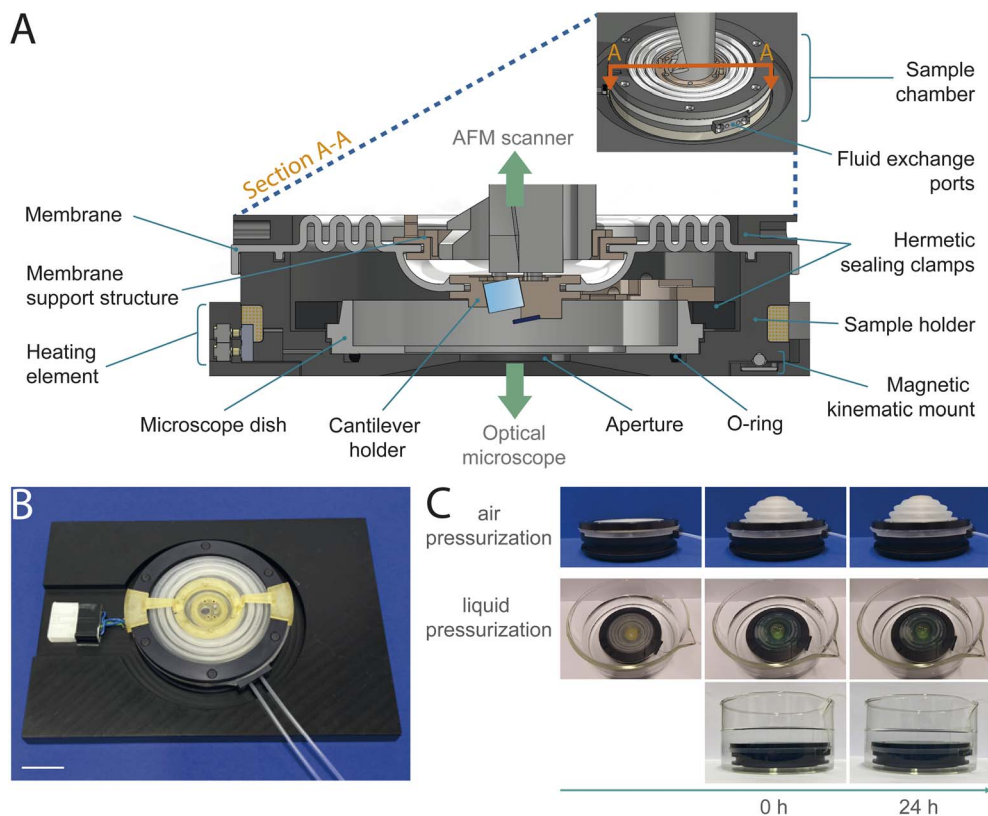 A
Section A-A
A
A
Sample
chamber
AFM scanner
Fluid exchange
ports
Membrane
Membrane
support structure
Heating
element
Hermetic
sealing clamps
Sample holder
Magnetic
kinematic mount
Microscope dish
Cantilever
holder
Optical
microscope
Aperture
O-ring
B
C
air
pressurization
liquid
pressurization
0 h
24 h